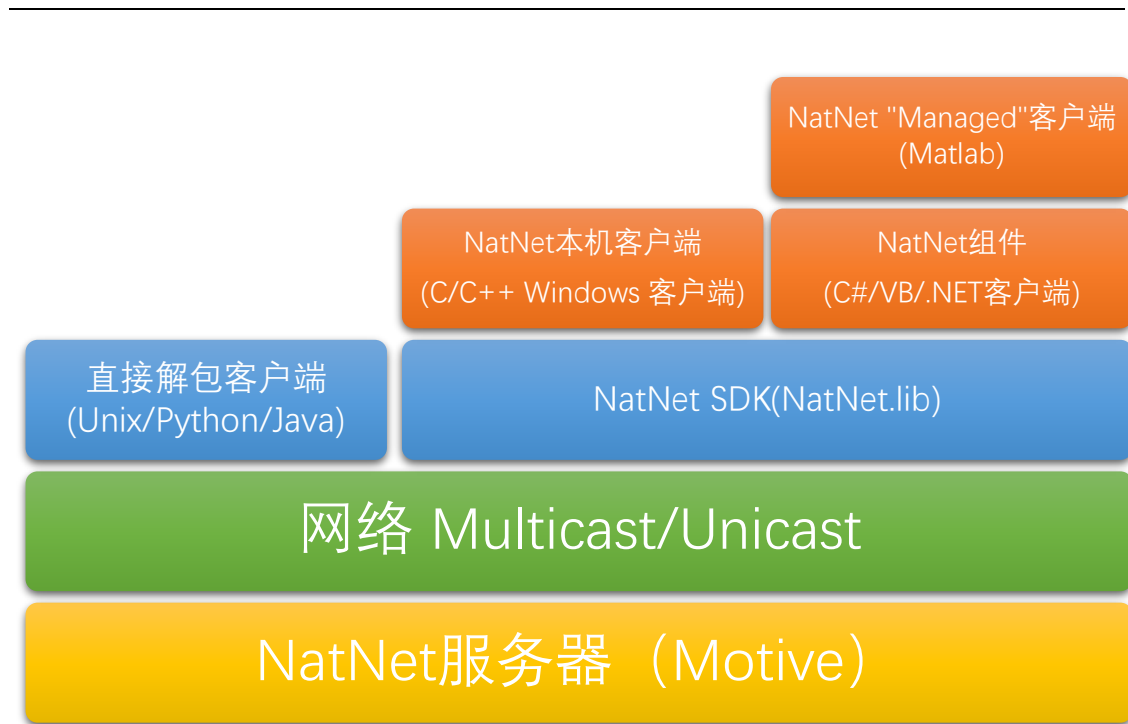 NatNet "Managed"客户端
(Matlab)
NatNet本机客户端
(C/C++ Windows 客户端)
NatNet组件
(C#/VB/.NET客户端)
直接解包客户端
(Unix/Python/Java)
NatNet SDK(NatNet.lib)
网络 Multicast/Unicast
NatNet服务器（Motive）